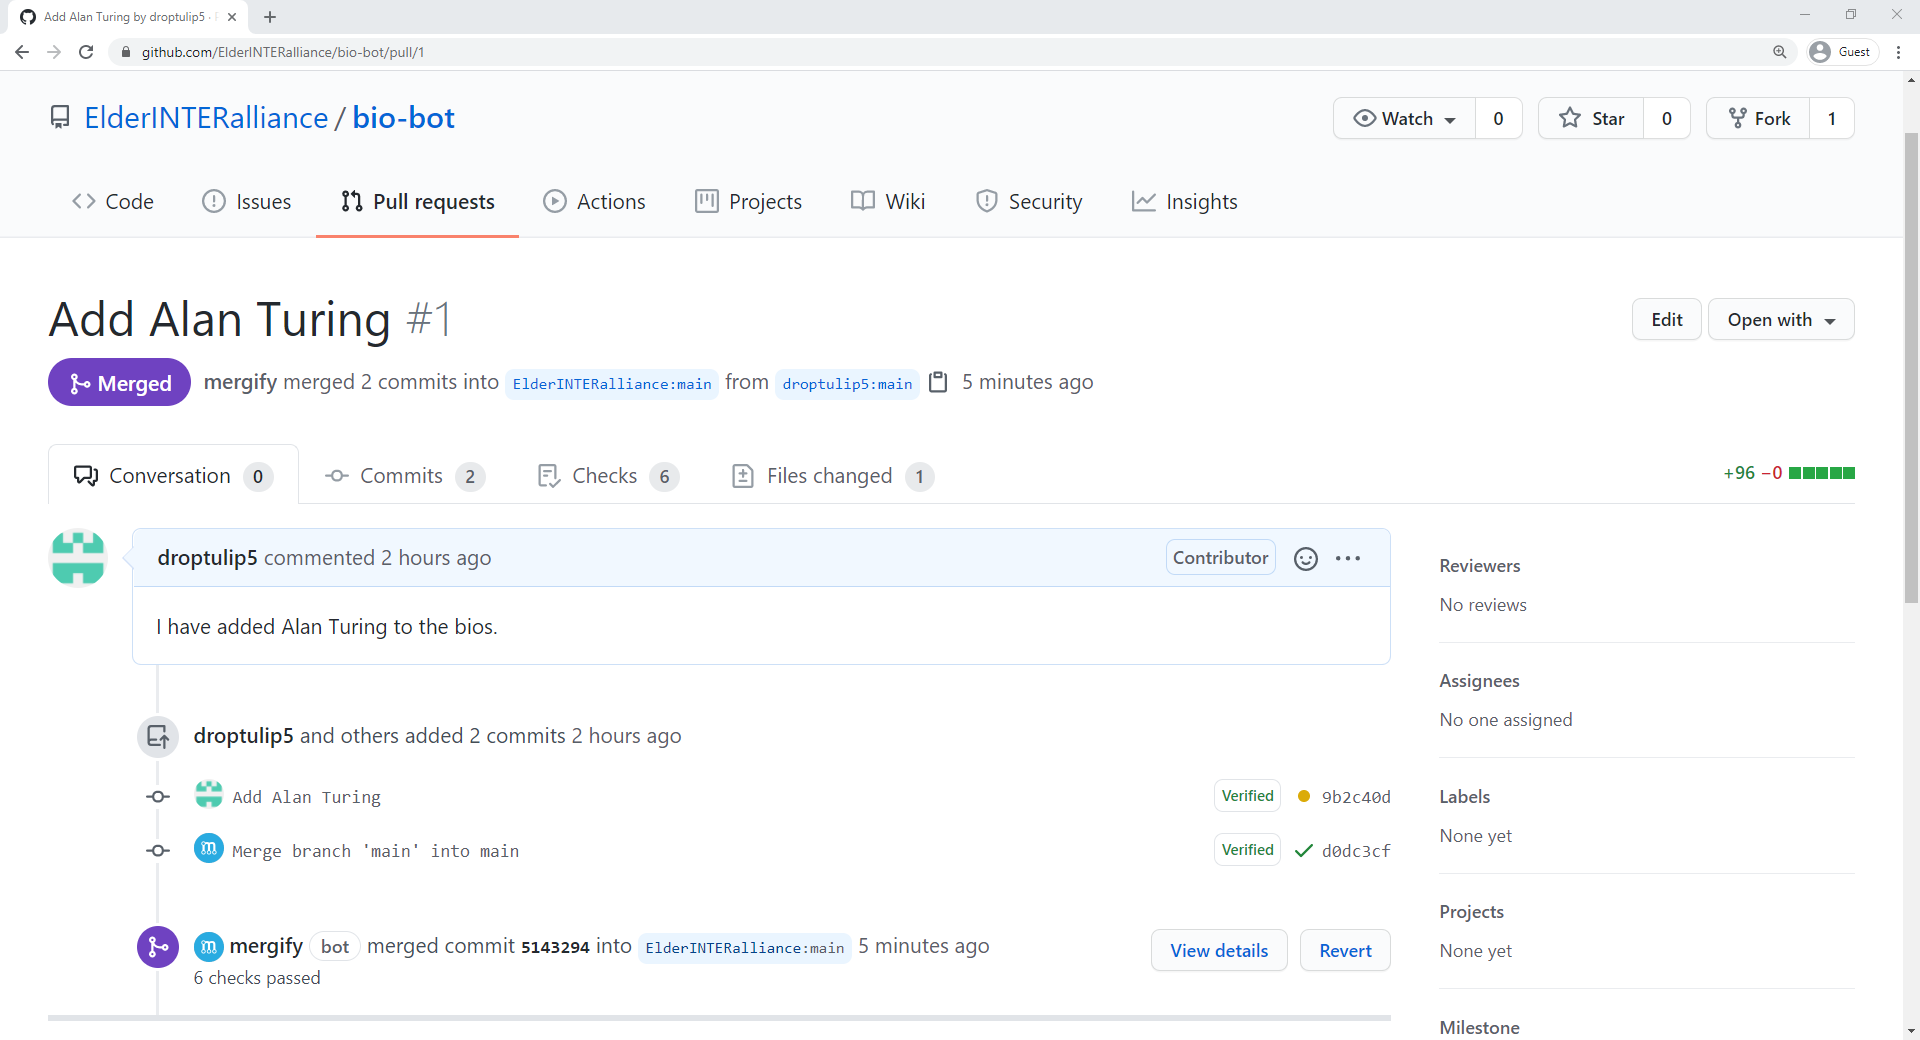 Add Alan Turing by droptulip5 ·
github.com/ElderINTERalliance/bio-bot/pull/1
Guest
ElderINTERalliance / bio-bot
Watch 0
Star 0
Fork 1
Code
Issues
Pull requests
Actions
Projects
Wiki
Security
Insights
Add Alan Turing #1
Edit
Open with
Merged
mergify merged 2 commits into ElderINTERalliance:main from droptulip5:main 5 minutes ago
Conversation 0
Commits 2
Checks 6
Files changed 1
+96 −0
droptulip5 commented 2 hours ago
Contributor
I have added Alan Turing to the bios.
droptulip5 and others added 2 commits 2 hours ago
Add Alan Turing
Verified
9b2c40d
Merge branch 'main' into main
Verified
d0dc3cf
mergify bot merged commit 5143294 into ElderINTERalliance:main 5 minutes ago
6 checks passed
View details
Revert
Reviewers
No reviews
Assignees
No one assigned
Labels
None yet
Projects
None yet
Milestone